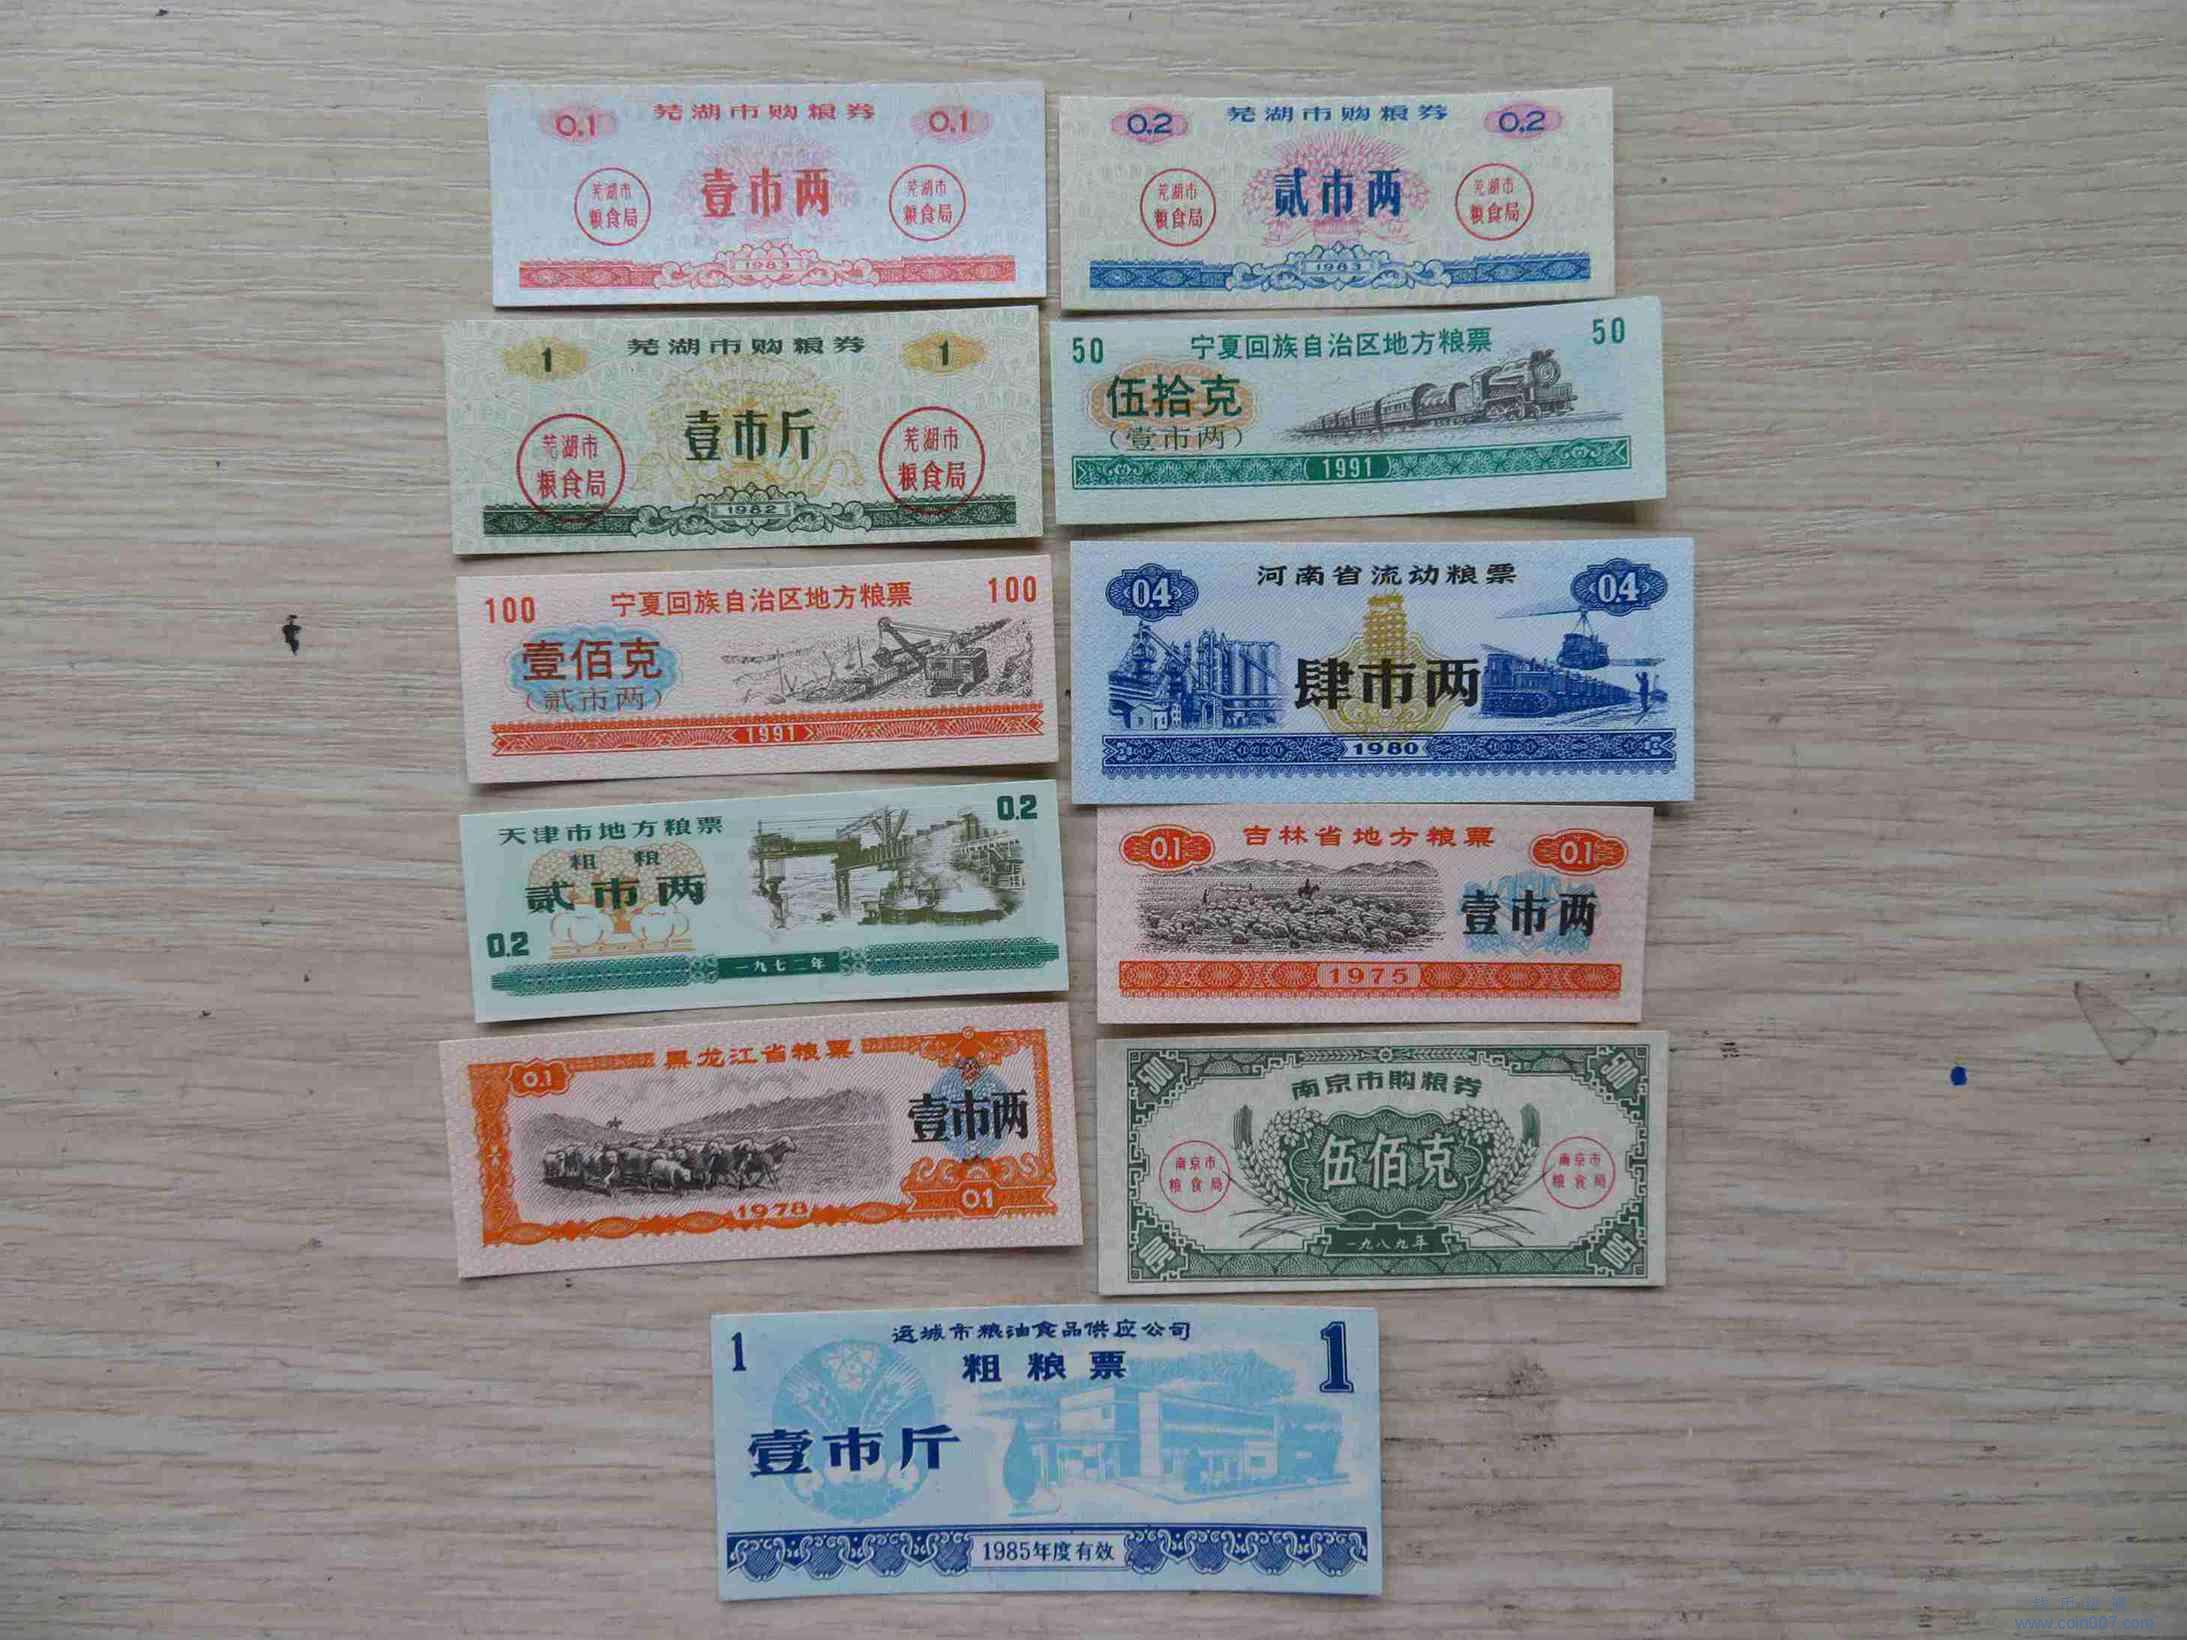 0.1 芜湖市购粮券 0.1
芜湖市
粮食局
壹市两
芜湖市
粮食局
1983
0.2 芜湖市购粮券 0.2
芜湖市
粮食局
贰市两
芜湖市
粮食局
1983
1 芜湖市购粮券 1
芜湖市
粮食局
壹市斤
芜湖市
粮食局
1982
50 宁夏回族自治区地方粮票 50
伍拾克
(壹市两)
1991
100 宁夏回族自治区地方粮票 100
壹佰克
(贰市两)
1991
0.4 河南省流动粮票 0.4
肆市两
1980
天津市地方粮票 0.2
粗粮
贰市两
0.2
一九七二年
0.1 吉林省地方粮票 0.1
壹市两
1975
黑龙江省粮票
0.1
壹市两
1978
0.1
500 500
南京市購粮券
南京市
粮食局
伍佰克
南京市
粮食局
500 一九八九年 500
1 运城市粮油食品供应公司 1
粗粮票
壹市斤
1985年度有效
www.coin007.com